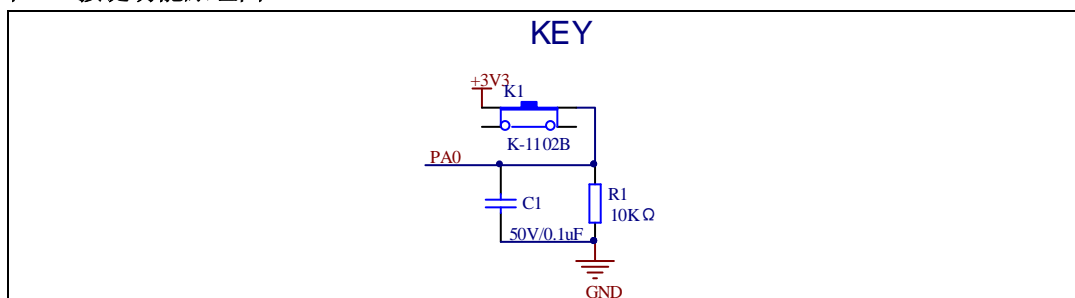 KEY
+3V3
K1
K-1102B
PA0
C1
R1
10KΩ
50V/0.1uF
GND